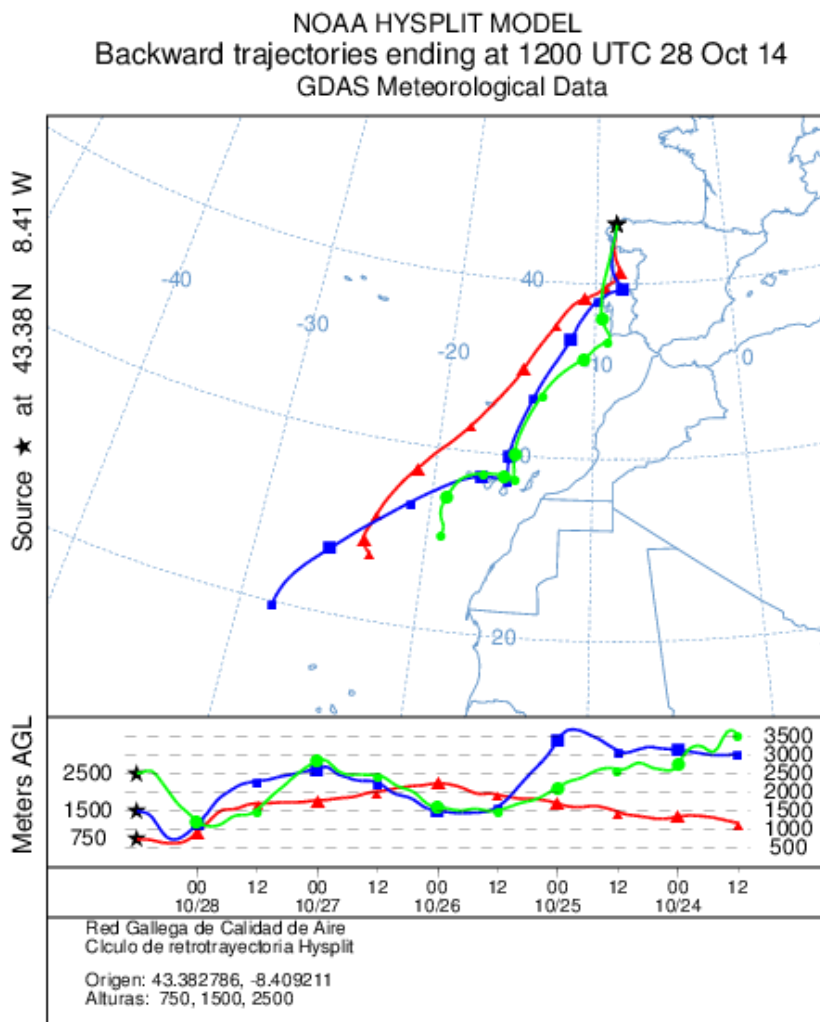 NOAA HYSPLIT MODEL
Backward trajectories ending at 1200 UTC 28 Oct 14
GDAS Meteorological Data
Source ★ at 43.38 N 8.41 W
-40
-30
-20
40
10
0
20
Meters AGL
2500
1500
750
3500
3000
2500
2000
1500
1000
500
00 12 00 12 00 12 00 12 00 12
10/28 10/27 10/26 10/25 10/24
Red Gallega de Calidad de Aire
Clculo de retrotrayectoria Hysplit
Origen: 43.382786, -8.409211
Alturas: 750, 1500, 2500